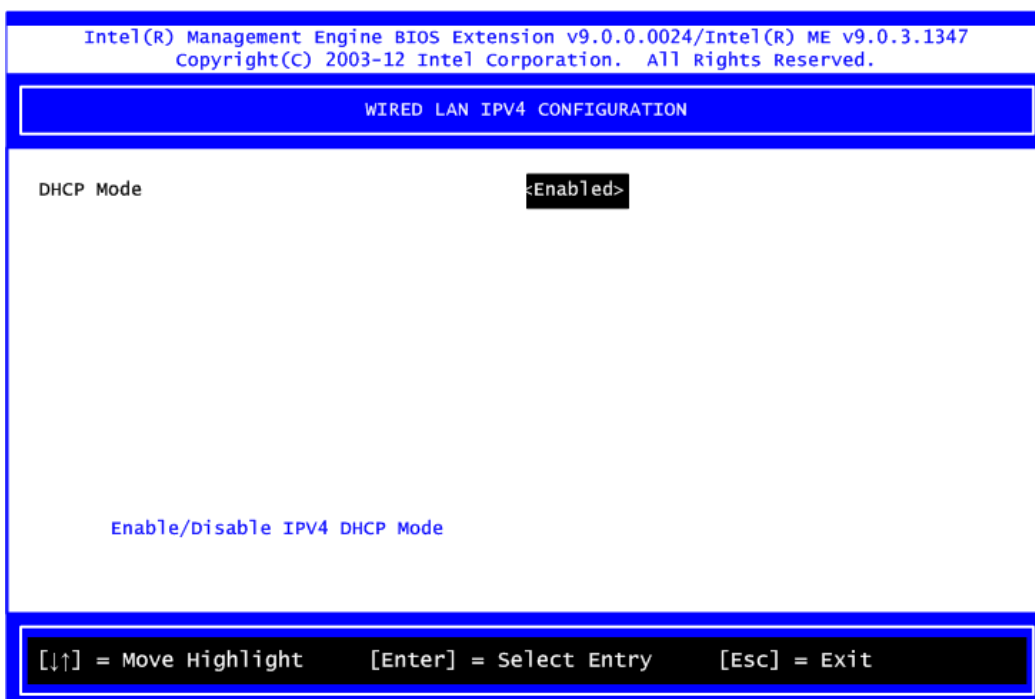 Intel(R) Management Engine BIOS Extension v9.0.0.0024/Intel(R) ME v9.0.3.1347
Copyright(C) 2003-12 Intel Corporation. All Rights Reserved.
WIRED LAN IPV4 CONFIGURATION
DHCP Mode <Enabled>
Enable/Disable IPV4 DHCP Mode
[↓↑] = Move Highlight [Enter] = Select Entry [Esc] = Exit